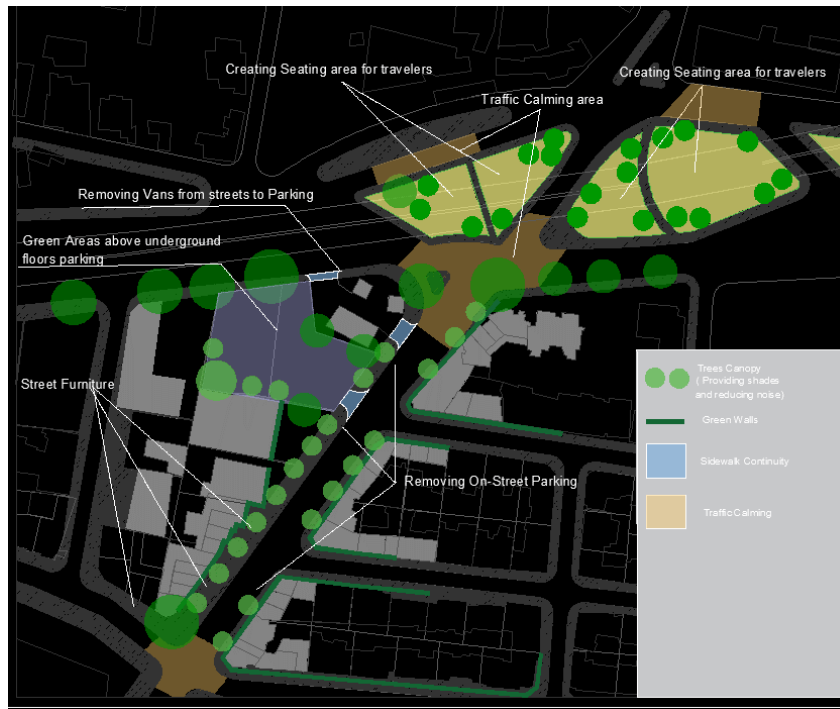 Creating Seating area for travelers
Creating Seating area for travelers
Traffic Calming area
Removing Vans from streets to Parking
Green Areas above underground
floors parking
Street Furniture
Removing On-Street Parking
Trees Canopy
( Providing shades
and reducing noise)
Green Walls
Sidewalk Continuity
Traffic Calming